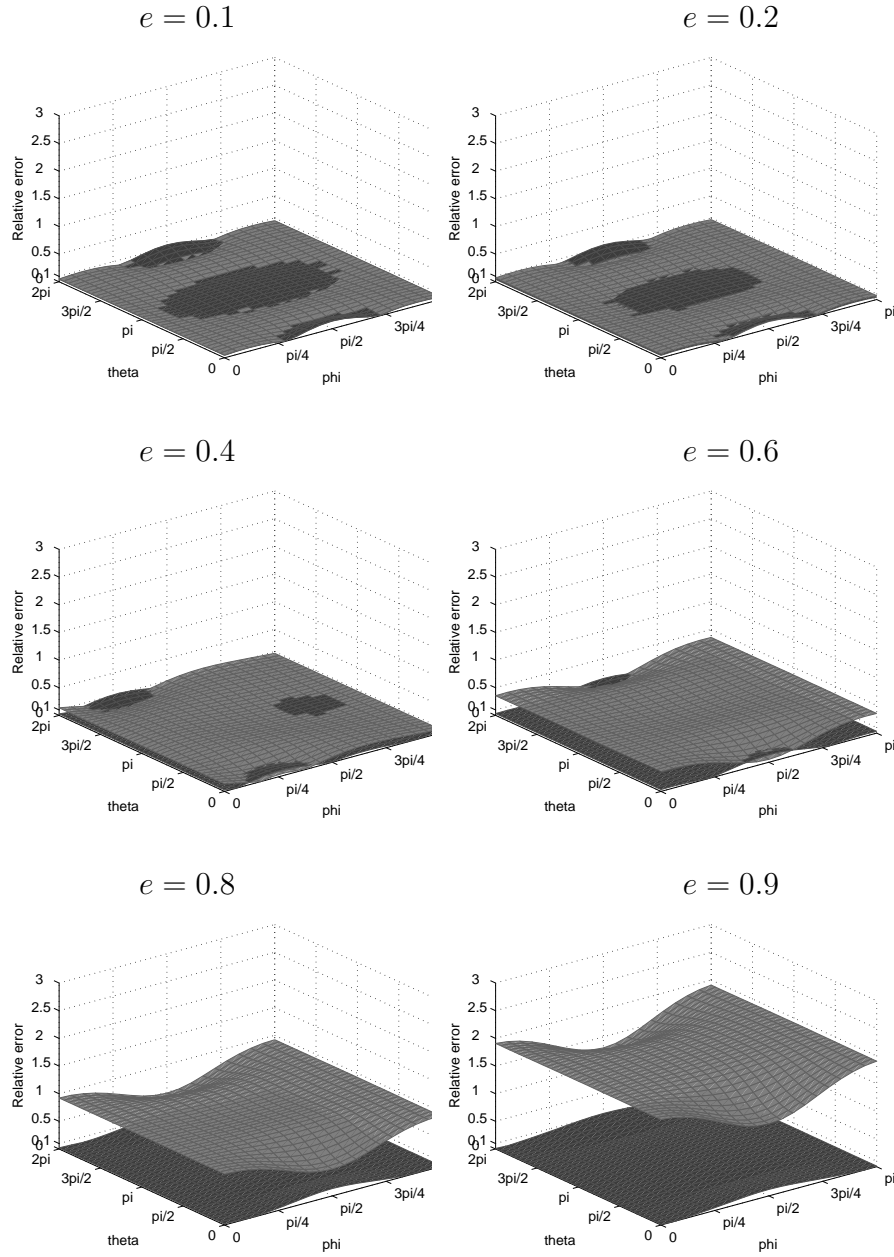 e = 0.1
e = 0.2
3
2.5
2
1.5
1
0.5
0.1
0
2pi
3pi/2
pi
pi/2
0
0
pi/4
pi/2
3pi/4
theta
phi
Relative error
3
2.5
2
1.5
1
0.5
0.1
0
2pi
3pi/2
pi
pi/2
0
0
pi/4
pi/2
3pi/4
pi
theta
phi
Relative error
e = 0.4
e = 0.6
3
2.5
2
1.5
1
0.5
0.1
0
2pi
3pi/2
pi
pi/2
0
0
pi/4
pi/2
3pi/4
theta
phi
Relative error
3
2.5
2
1.5
1
0.5
0.1
0
2pi
3pi/2
pi
pi/2
0
0
pi/4
pi/2
3pi/4
pi
theta
phi
Relative error
e = 0.8
e = 0.9
3
2.5
2
1.5
1
0.5
0.1
0
2pi
3pi/2
pi
pi/2
0
0
pi/4
pi/2
3pi/4
theta
phi
Relative error
3
2.5
2
1.5
1
0.5
0.1
0
2pi
3pi/2
pi
pi/2
0
0
pi/4
pi/2
3pi/4
pi
theta
phi
Relative error